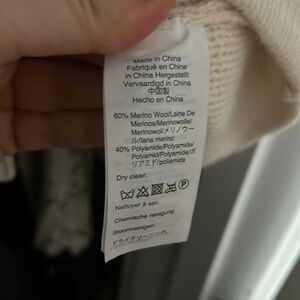 Made in China
Fabriqué en Chine
In China Hergestellt
Vervaardigd in China
中国製
Hecho en China
60% Merino Wool/Laine De
Merinos/Merinowolle/
Merinowol/メリノウー
ル/lana merino
40% Polyamide/Polyamide/
Polyamid/Polyamide/ポ
リアミド/poliamida
Dry clean.
Nettoyer à sec.
Chemische reinigung.
Stoomreinigen.
ドライクリーニング。